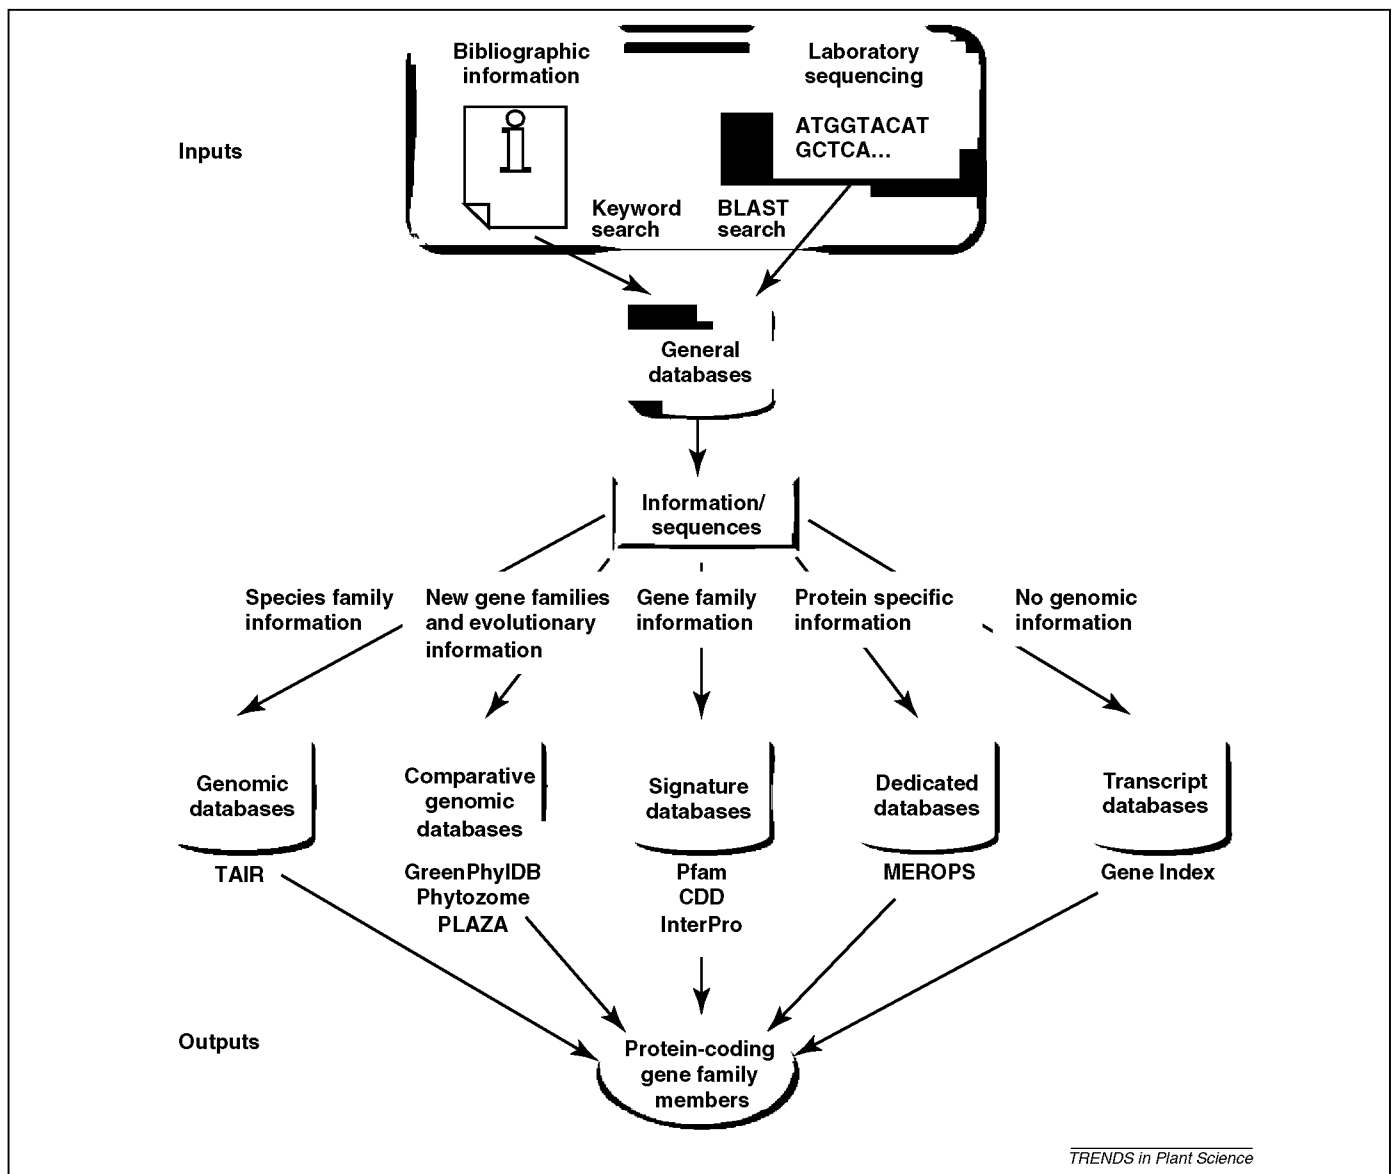 Bibliographic
information
Laboratory
sequencing
ATGGTACAT
GCTCA...
Inputs
Keyword
search
BLAST
search
General
databases
Information/
sequences
Species family
information
New gene families
and evolutionary
information
Gene family
information
Protein specific
information
No genomic
information
Genomic
databases
Comparative
genomic
databases
Signature
databases
Dedicated
databases
Transcript
databases
TAIR
GreenPhylDB
Phytozome
PLAZA
Pfam
CDD
InterPro
MEROPS
Gene Index
Outputs
Protein-coding
gene family
members
TRENDS in Plant Science